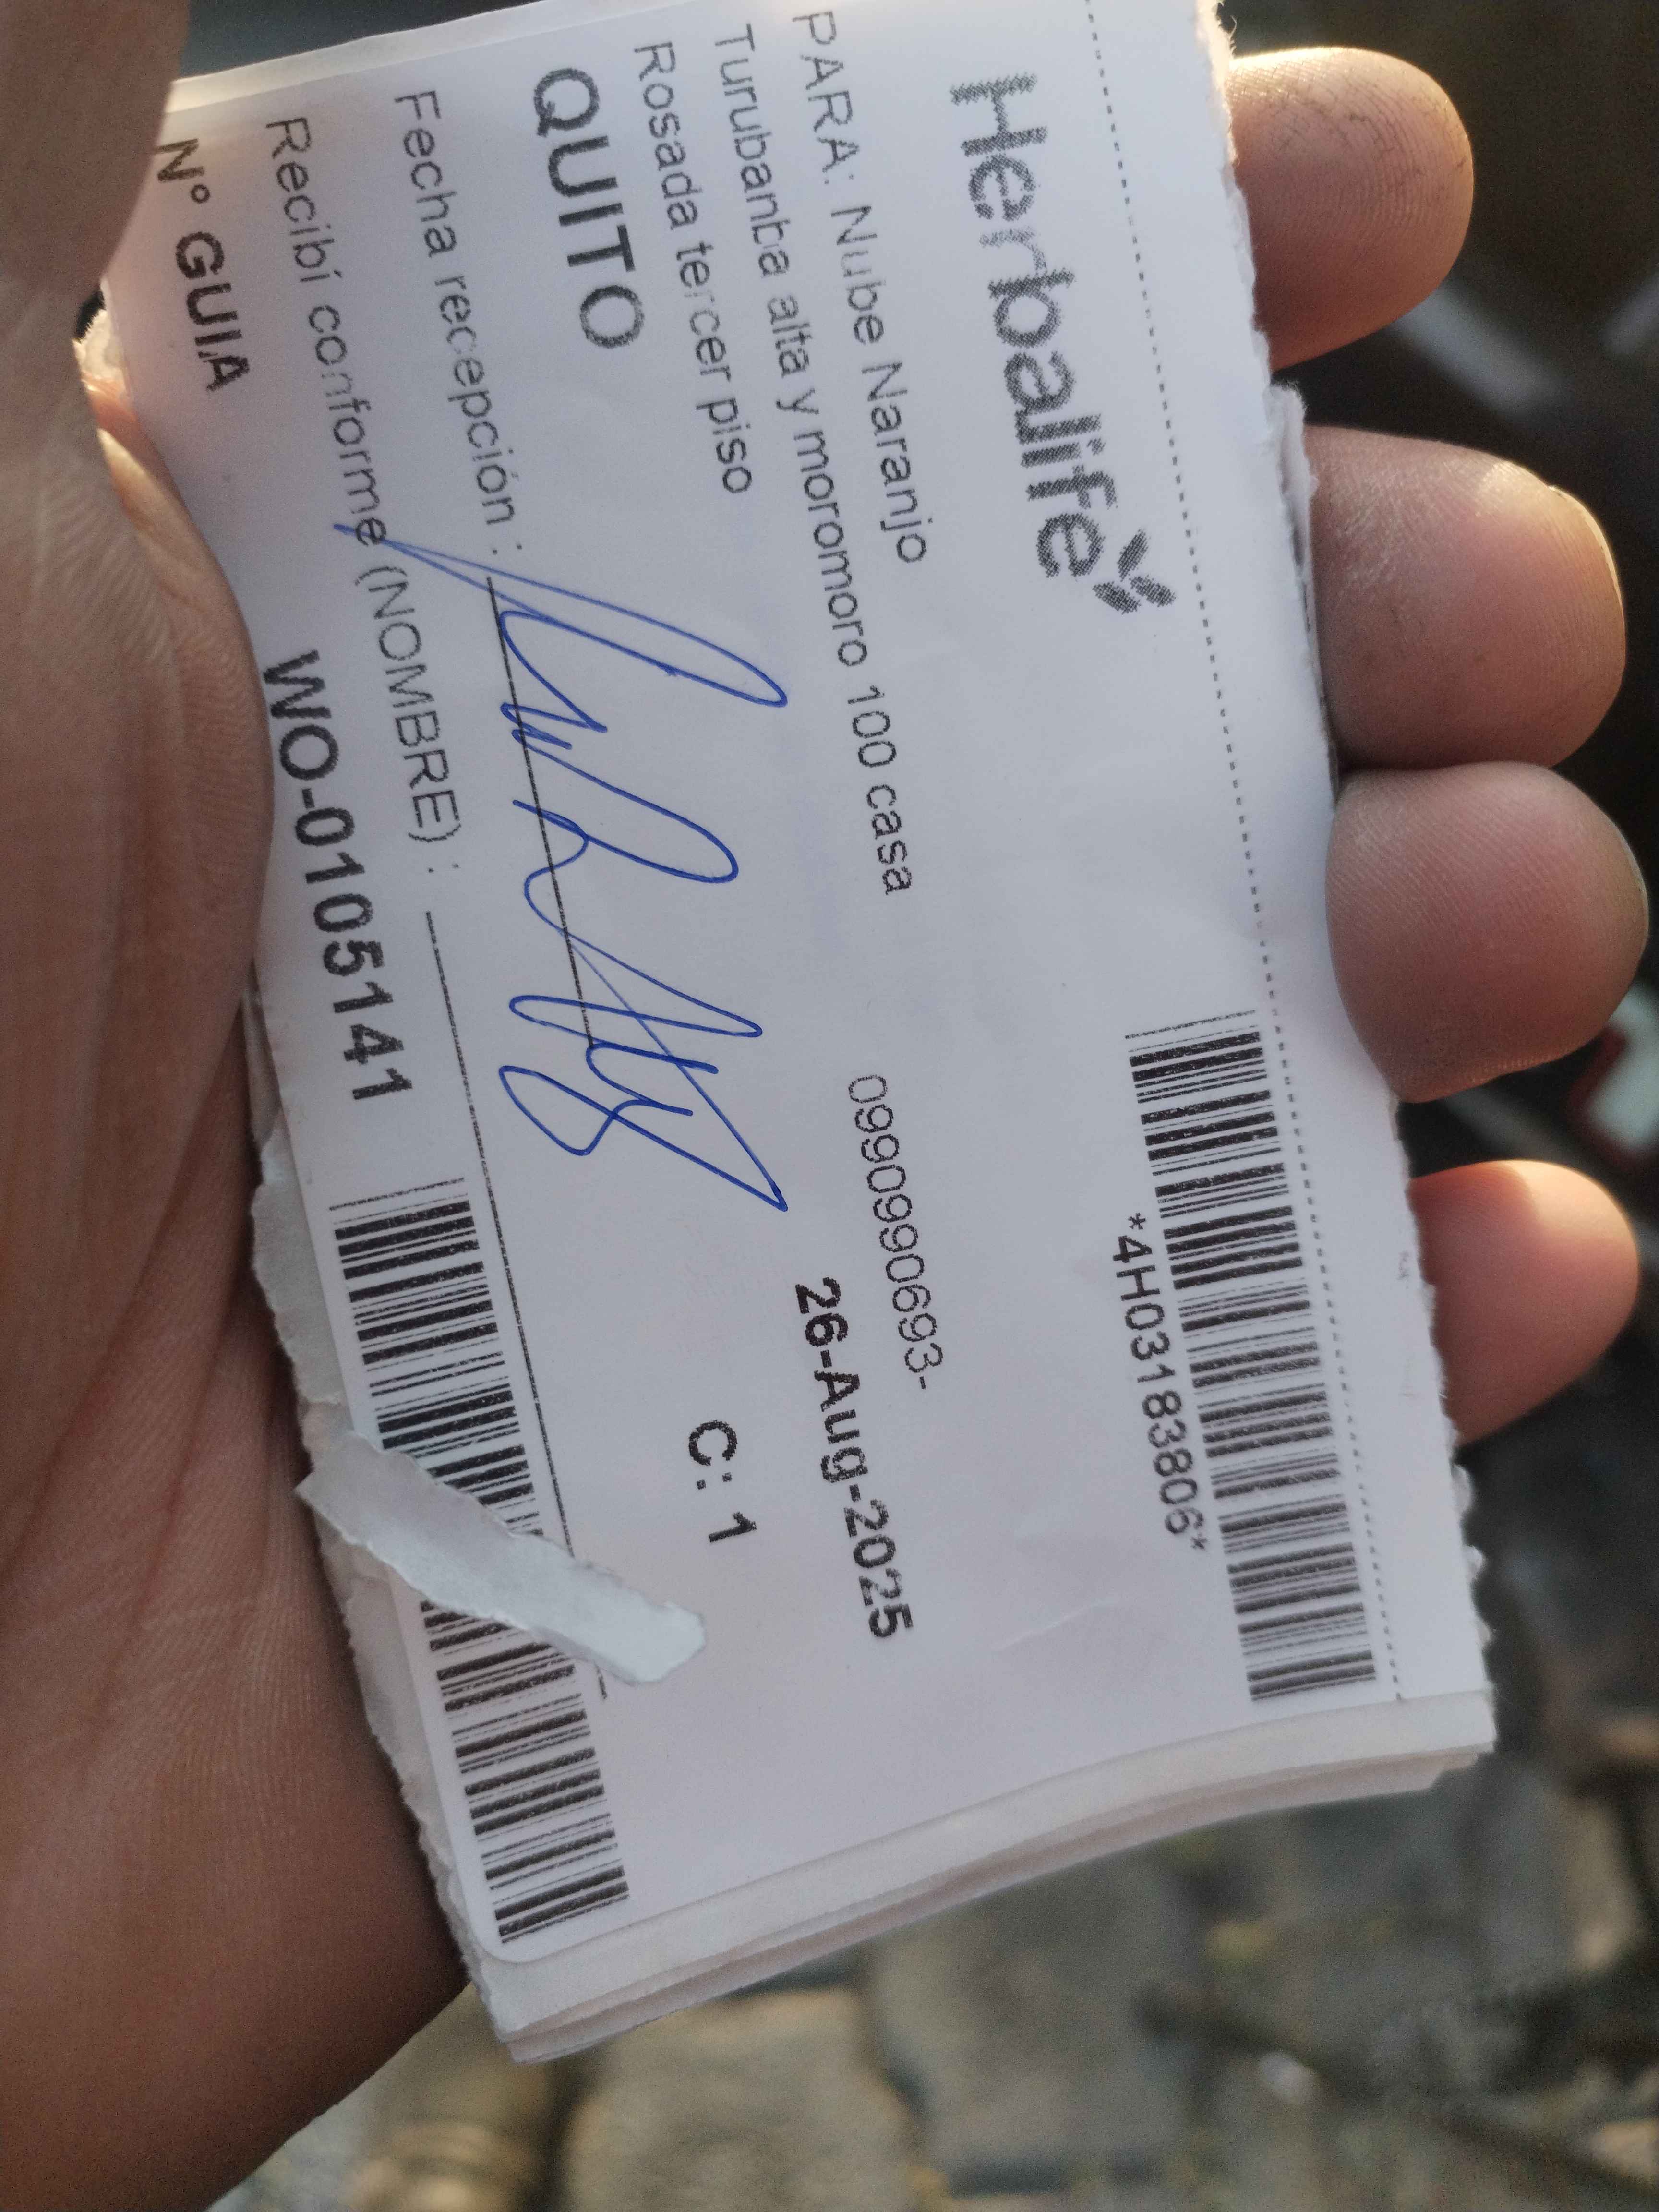 Herbalife
*4H03183806*
PARA: Nube Naranjo 0990990693-
Turubanba alta y moromoro 100 casa
Rosada tercer piso 26-Aug-2025
QUITO C: 1
Fecha recepción :
Recibí conforme (NOMBRE) :
N° GUIA WO-0105141